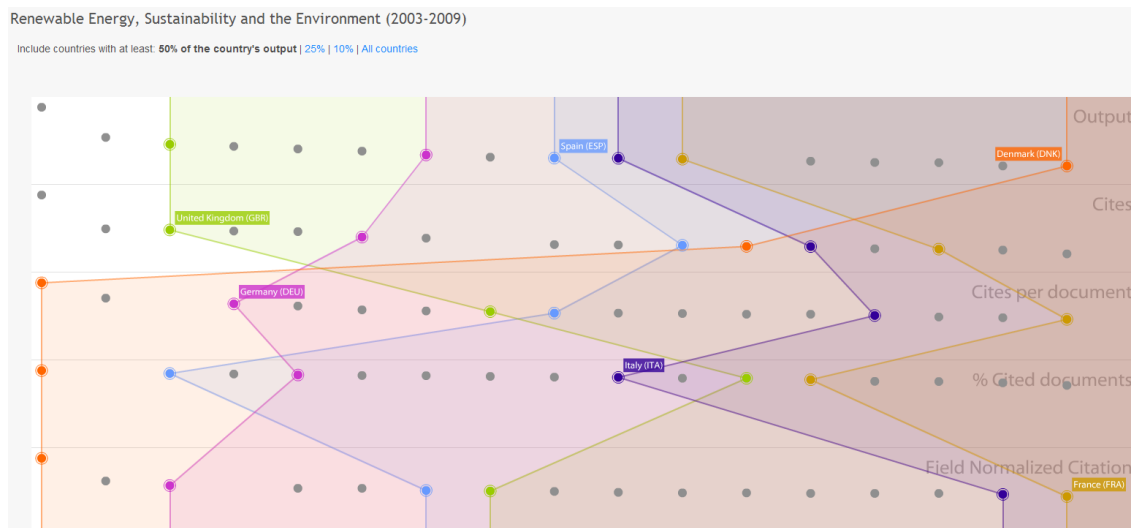 Renewable Energy, Sustainability and the Environment (2003-2009)
Include countries with at least: 50% of the country's output | 25% | 10% | All countries
Output
Spain (ESP)
Denmark (DNK)
Cites
United Kingdom (GBR)
Cites per document
Germany (DEU)
Italy (ITA)
% Cited documents
Field Normalized Citation
France (FRA)